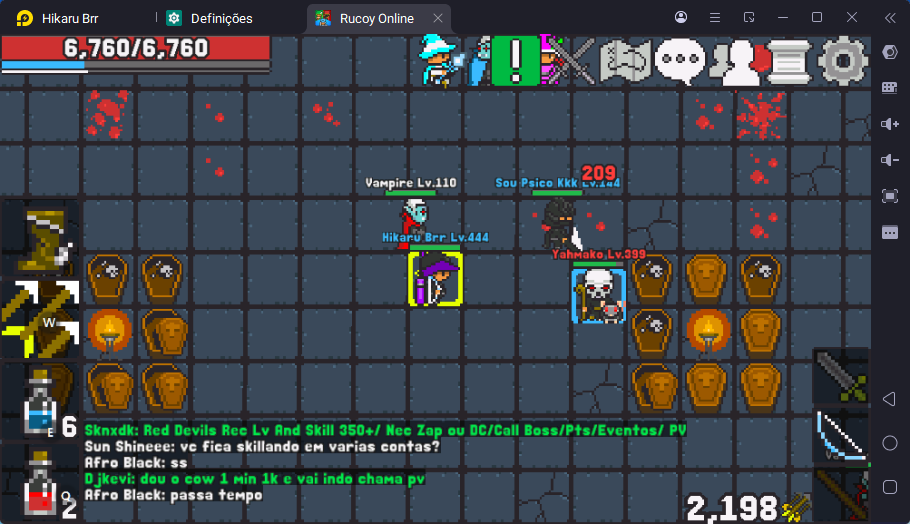 Hikaru Brr
Definições
Rucoy Online
6,760/6,760
209
Vampire Lv.110
Sou Psico Kkk Lv.144
Hikaru Brr Lv.444
Yahmako Lv.399
W
E
6
Q
2
Sknxdk: Red Devils Rec Lv And Skill 350+/ Nec Zap ou DC/Call Boss/Pts/Eventos/ PV
Sun Shineee: vc fica skillando em varias contas?
Afro Black: ss
Djkevi: dou o cow 1 min 1k e vai indo chama pv
Afro Black: passa tempo
2,198